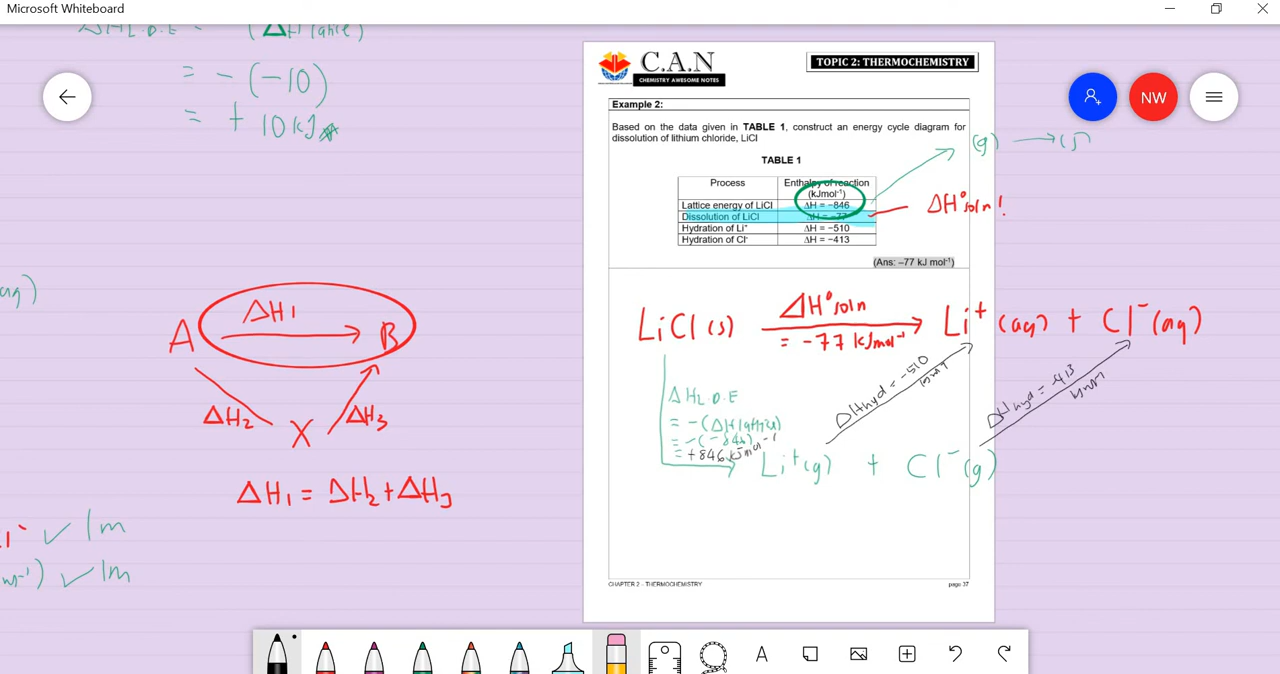 Microsoft Whiteboard
= - (-10)
= + 10 kJ
NW
C.A.N
CHEMISTRY AWESOME NOTES
TOPIC 2: THERMOCHEMISTRY
Example 2:
Based on the data given in TABLE 1, construct an energy cycle diagram for
dissolution of lithium chloride, LiCl
TABLE 1
Process Enthalpy of reaction
(kJmol⁻¹)
Lattice energy of LiCl ΔH = −846
Dissolution of LiCl ΔH = −77
Hydration of Li⁺ ΔH = −510
Hydration of Cl⁻ ΔH = −413
(Ans: −77 kJ mol⁻¹)
(g) → (s)
ΔH°soln!
aq)
A ΔH₁ B
ΔH₂ X ΔH₃
ΔH₁ = ΔH₂ + ΔH₃
✓ 1m
✓ 1m
LiCl(s) ΔH°soln Li⁺(aq) + Cl⁻(aq)
= -77 kJmol⁻¹
ΔHhyd = -510
ΔHhyd = -413
ΔHL.D.E
= -(ΔHlattice)
= -(-846)
= +846 kJmol⁻¹
Li⁺(g) + Cl⁻(g)
CHAPTER 2 - THERMOCHEMISTRY page 37
A